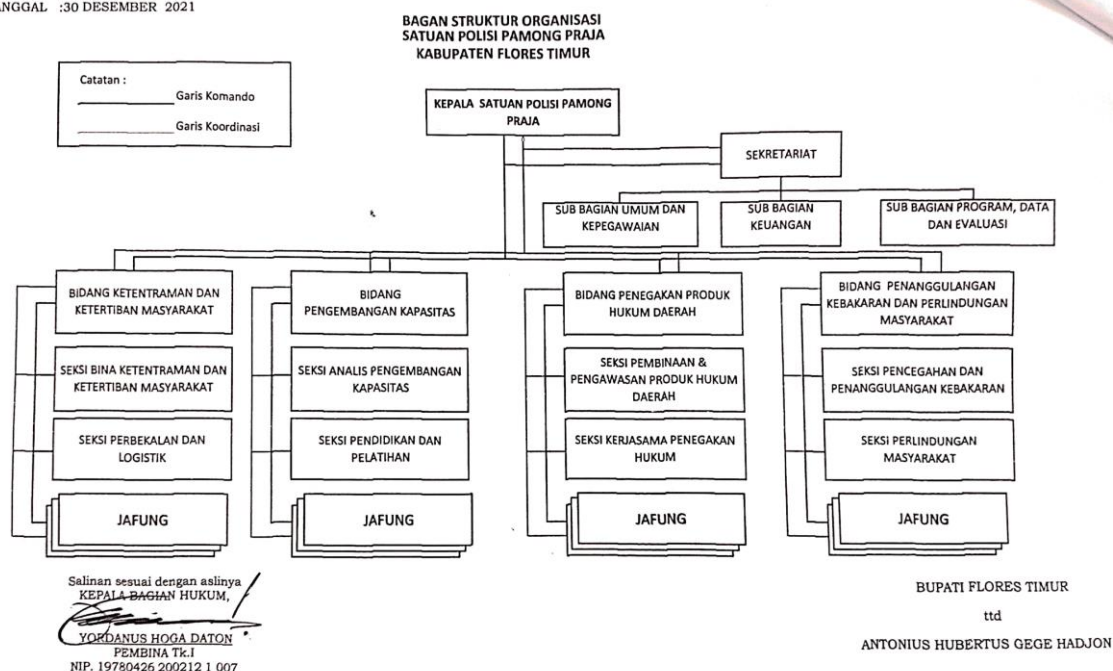 TANGGAL :30 DESEMBER 2021
BAGAN STRUKTUR ORGANISASI
SATUAN POLISI PAMONG PRAJA
KABUPATEN FLORES TIMUR
Catatan :
Garis Komando
Garis Koordinasi
KEPALA SATUAN POLISI PAMONG
PRAJA
SEKRETARIAT
SUB BAGIAN UMUM DAN
KEPEGAWAIAN
SUB BAGIAN
KEUANGAN
SUB BAGIAN PROGRAM, DATA
DAN EVALUASI
BIDANG KETENTRAMAN DAN
KETERTIBAN MASYARAKAT
BIDANG
PENGEMBANGAN KAPASITAS
BIDANG PENEGAKAN PRODUK
HUKUM DAERAH
BIDANG PENANGGULANGAN
KEBAKARAN DAN PERLINDUNGAN
MASYARAKAT
SEKSI BINA KETENTRAMAN DAN
KETERTIBAN MASYARAKAT
SEKSI ANALIS PENGEMBANGAN
KAPASITAS
SEKSI PEMBINAAN &
PENGAWASAN PRODUK HUKUM
DAERAH
SEKSI PENCEGAHAN DAN
PENANGGULANGAN KEBAKARAN
SEKSI PERBEKALAN DAN
LOGISTIK
SEKSI PENDIDIKAN DAN
PELATIHAN
SEKSI KERJASAMA PENEGAKAN
HUKUM
SEKSI PERLINDUNGAN
MASYARAKAT
JAFUNG
JAFUNG
JAFUNG
JAFUNG
Salinan sesuai dengan aslinya
KEPALA BAGIAN HUKUM,
YORDANUS HOGA DATON
PEMBINA Tk.I
NIP. 19780426 200212 1 007
BUPATI FLORES TIMUR
ttd
ANTONIUS HUBERTUS GEGE HADJON